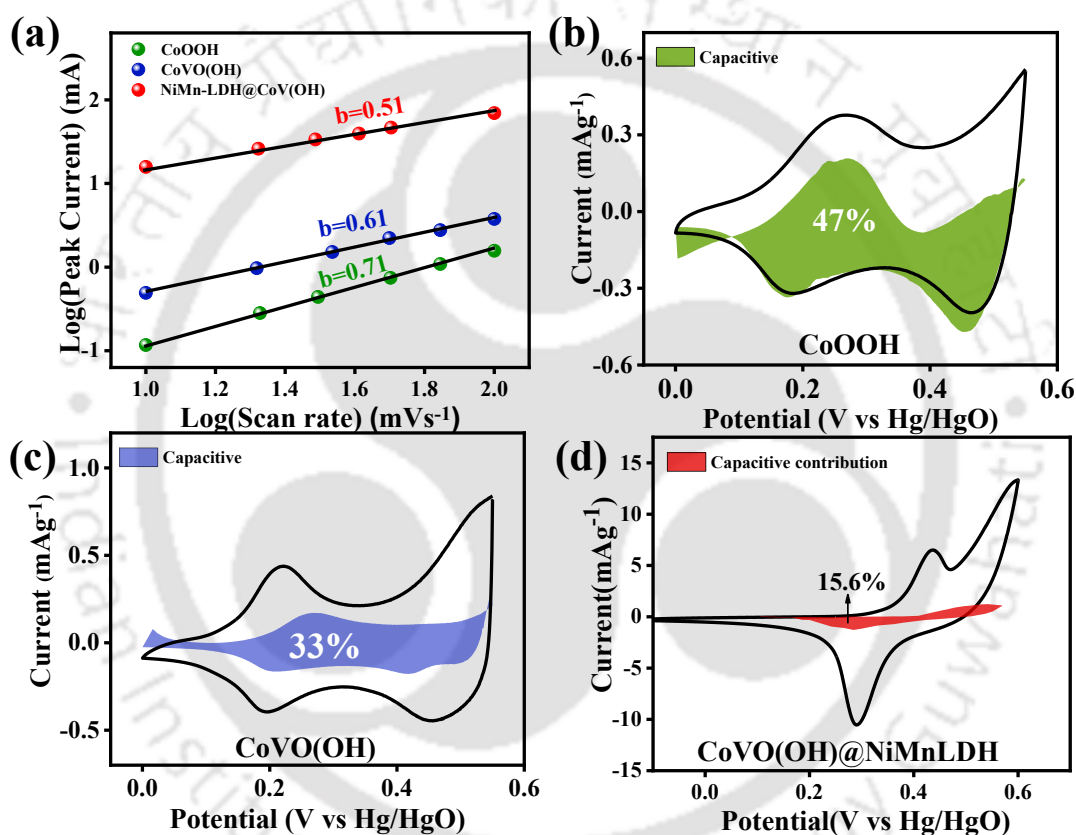 (a)
CoOOH
CoVO(OH)
NiMn-LDH@CoV(OH)
b=0.51
b=0.61
b=0.71
2
1
0
-1
1.0 1.2 1.4 1.6 1.8 2.0
Log(Peak Current) (mA)
Log(Scan rate) (mVs⁻¹)
(b)
Capacitive
47%
CoOOH
0.6
0.3
0.0
-0.3
-0.6
0.0 0.2 0.4 0.6
Current (mAg⁻¹)
Potential (V vs Hg/HgO)
(c)
Capacitive
33%
CoVO(OH)
1.0
0.5
0.0
-0.5
0.0 0.2 0.4 0.6
Current (mAg⁻¹)
Potential (V vs Hg/HgO)
(d)
Capacitive contribution
15.6%
CoVO(OH)@NiMnLDH
15
10
5
0
-5
-10
-15
0.0 0.2 0.4 0.6
Current(mAg⁻¹)
Potential(V vs Hg/HgO)
Indian Inst
Guwahati